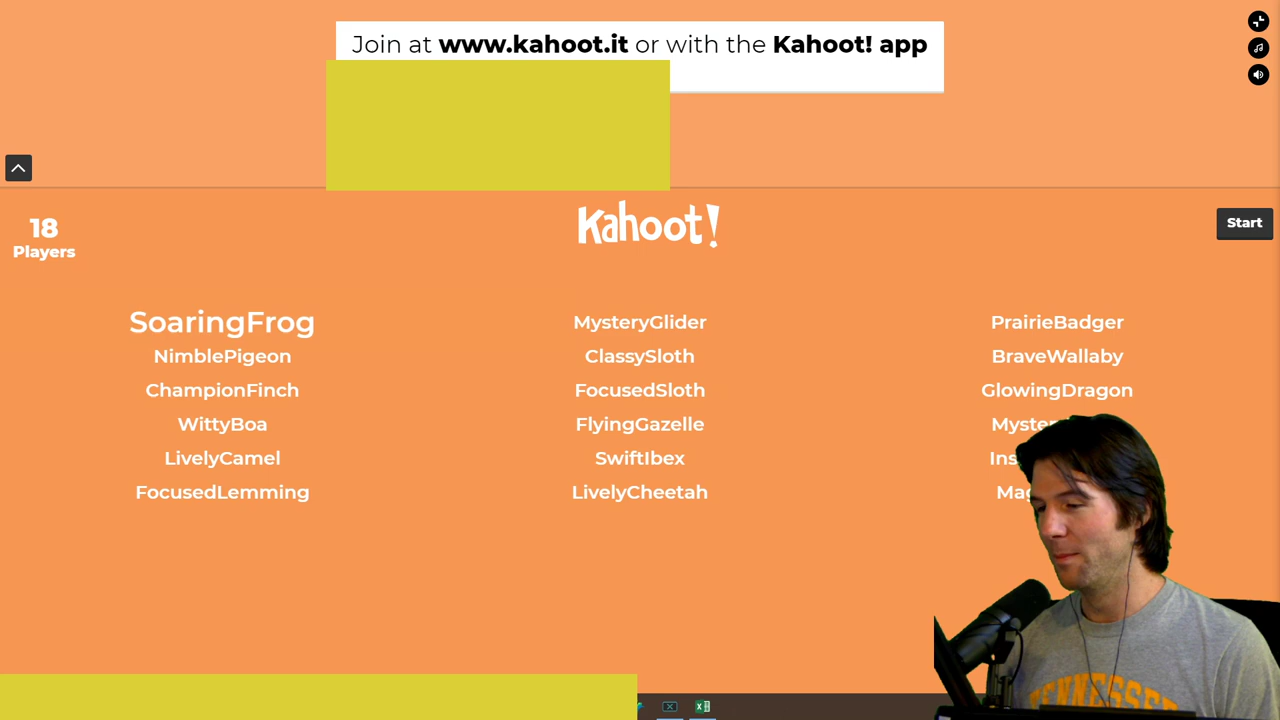 Join at www.kahoot.it or with the Kahoot! app
18
Players
Kahoot!
Start
SoaringFrog
MysteryGlider
PrairieBadger
NimblePigeon
ClassySloth
BraveWallaby
ChampionFinch
FocusedSloth
GlowingDragon
WittyBoa
FlyingGazelle
LivelyCamel
SwiftIbex
FocusedLemming
LivelyCheetah
TENNESSEE